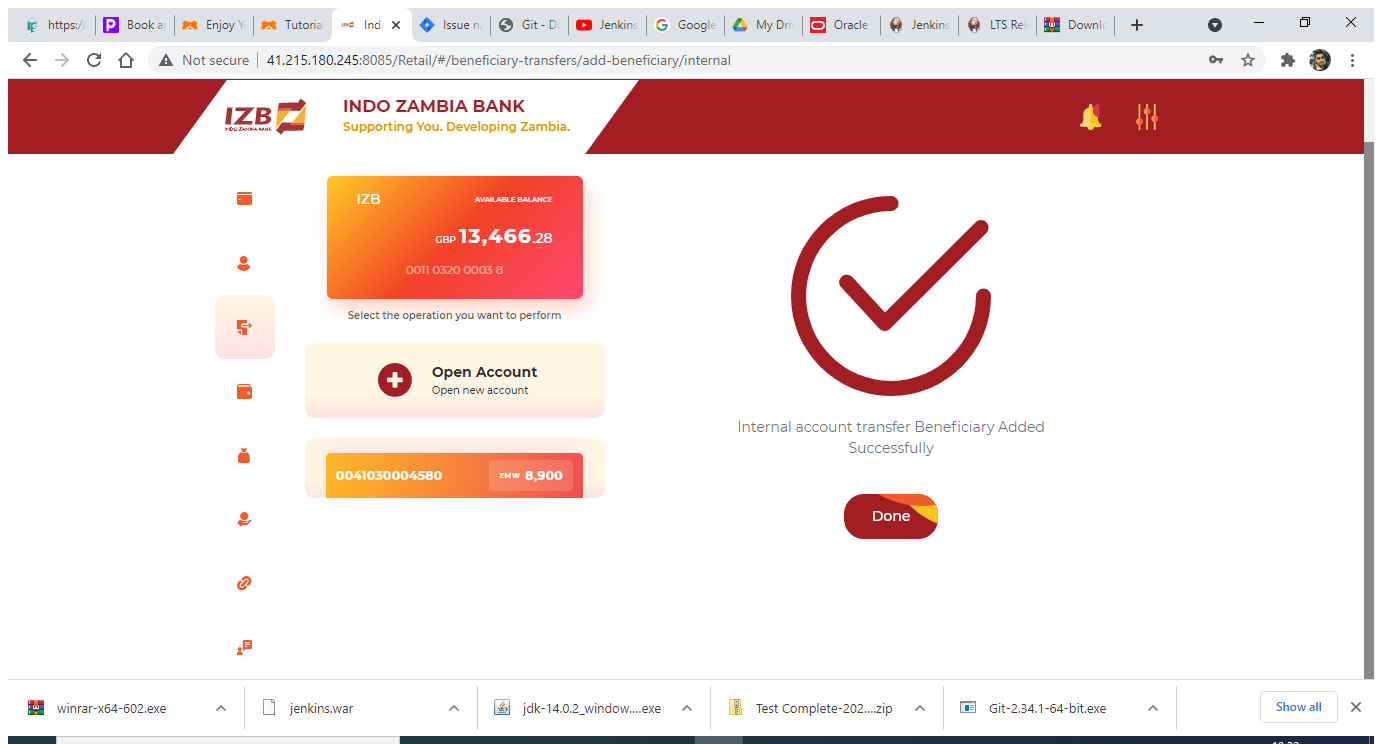 https:/
Book a
Enjoy Y
Tutoria
Ind
Issue n
Git - D
Jenkins
Google
My Dri
Oracle
Jenkins
LTS Rel
Downlo
Not secure
41.215.180.245:8085/Retail/#/beneficiary-transfers/add-beneficiary/internal
IZB
INDO ZAMBIA BANK
INDO ZAMBIA BANK
Supporting You. Developing Zambia.
IZB
AVAILABLE BALANCE
GBP 13,466.28
0011 0320 0003 8
Select the operation you want to perform
Open Account
Open new account
0041030004580
ZMW 8,900
Internal account transfer Beneficiary Added
Successfully
Done
winrar-x64-602.exe
jenkins.war
jdk-14.0.2_window....exe
Test Complete-202....zip
Git-2.34.1-64-bit.exe
Show all